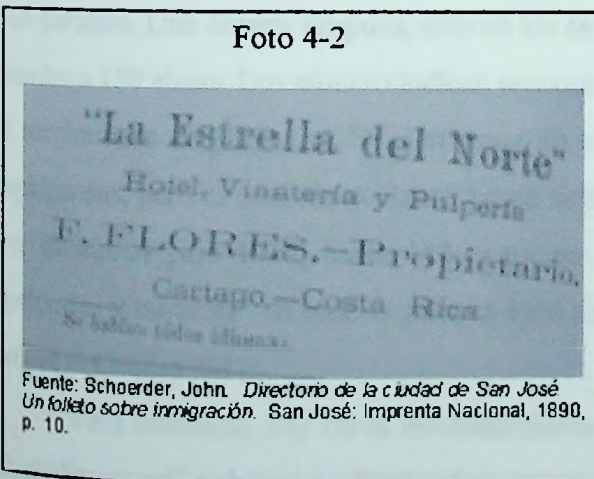 Foto 4-2
"La Estrella del Norte"
Hotel, Vinatería y Pulpería
F. FLORES.—Propietario.
Cartago.—Costa Rica
Se hablan todos idiomas.
Fuente: Schoerder, John. Directorio de la ciudad de San José
Un folleto sobre inmigración. San José: Imprenta Nacional, 1890,
p. 10.